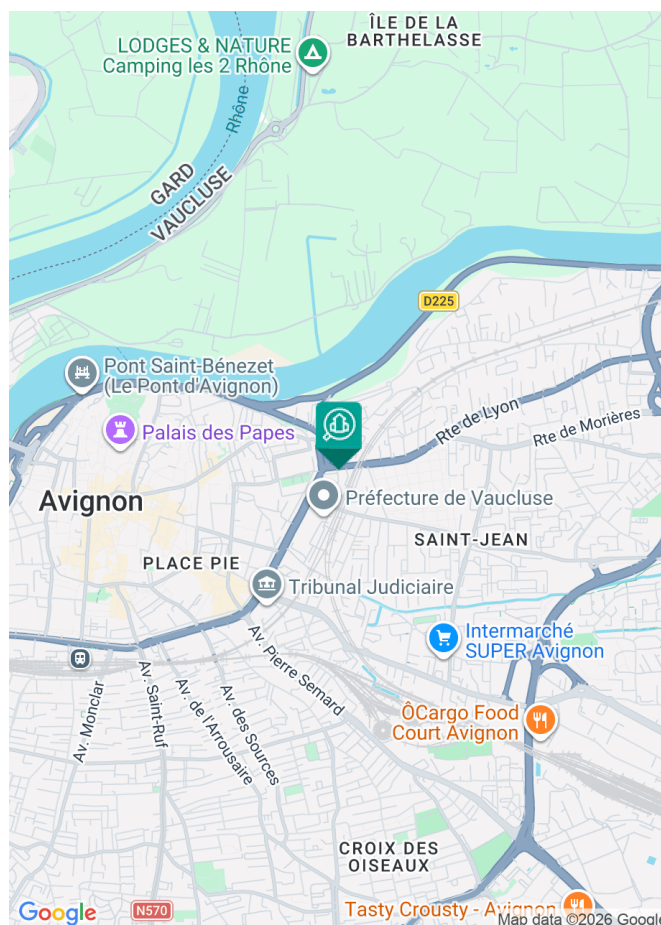 ÎLE DE LA
BARTHELASSE
LODGES & NATURE
Camping les 2 Rhône
Rhône
GARD
VAUCLUSE
D225
Pont Saint-Bénezet
(Le Pont d'Avignon)
Rte de Lyon
Rte de Morières
Palais des Papes
Avignon
Préfecture de Vaucluse
SAINT-JEAN
PLACE PIE
Tribunal Judiciaire
Intermarché
SUPER Avignon
Av. Pierre Semard
Av. Monclar
Av. Saint-Ruf
Av. de l'Arrousaire
Av. des Sources
ÔCargo Food
Court Avignon
CROIX DES
OISEAUX
Google
N570
Tasty Crousty - Avignon
Map data ©2026 Google